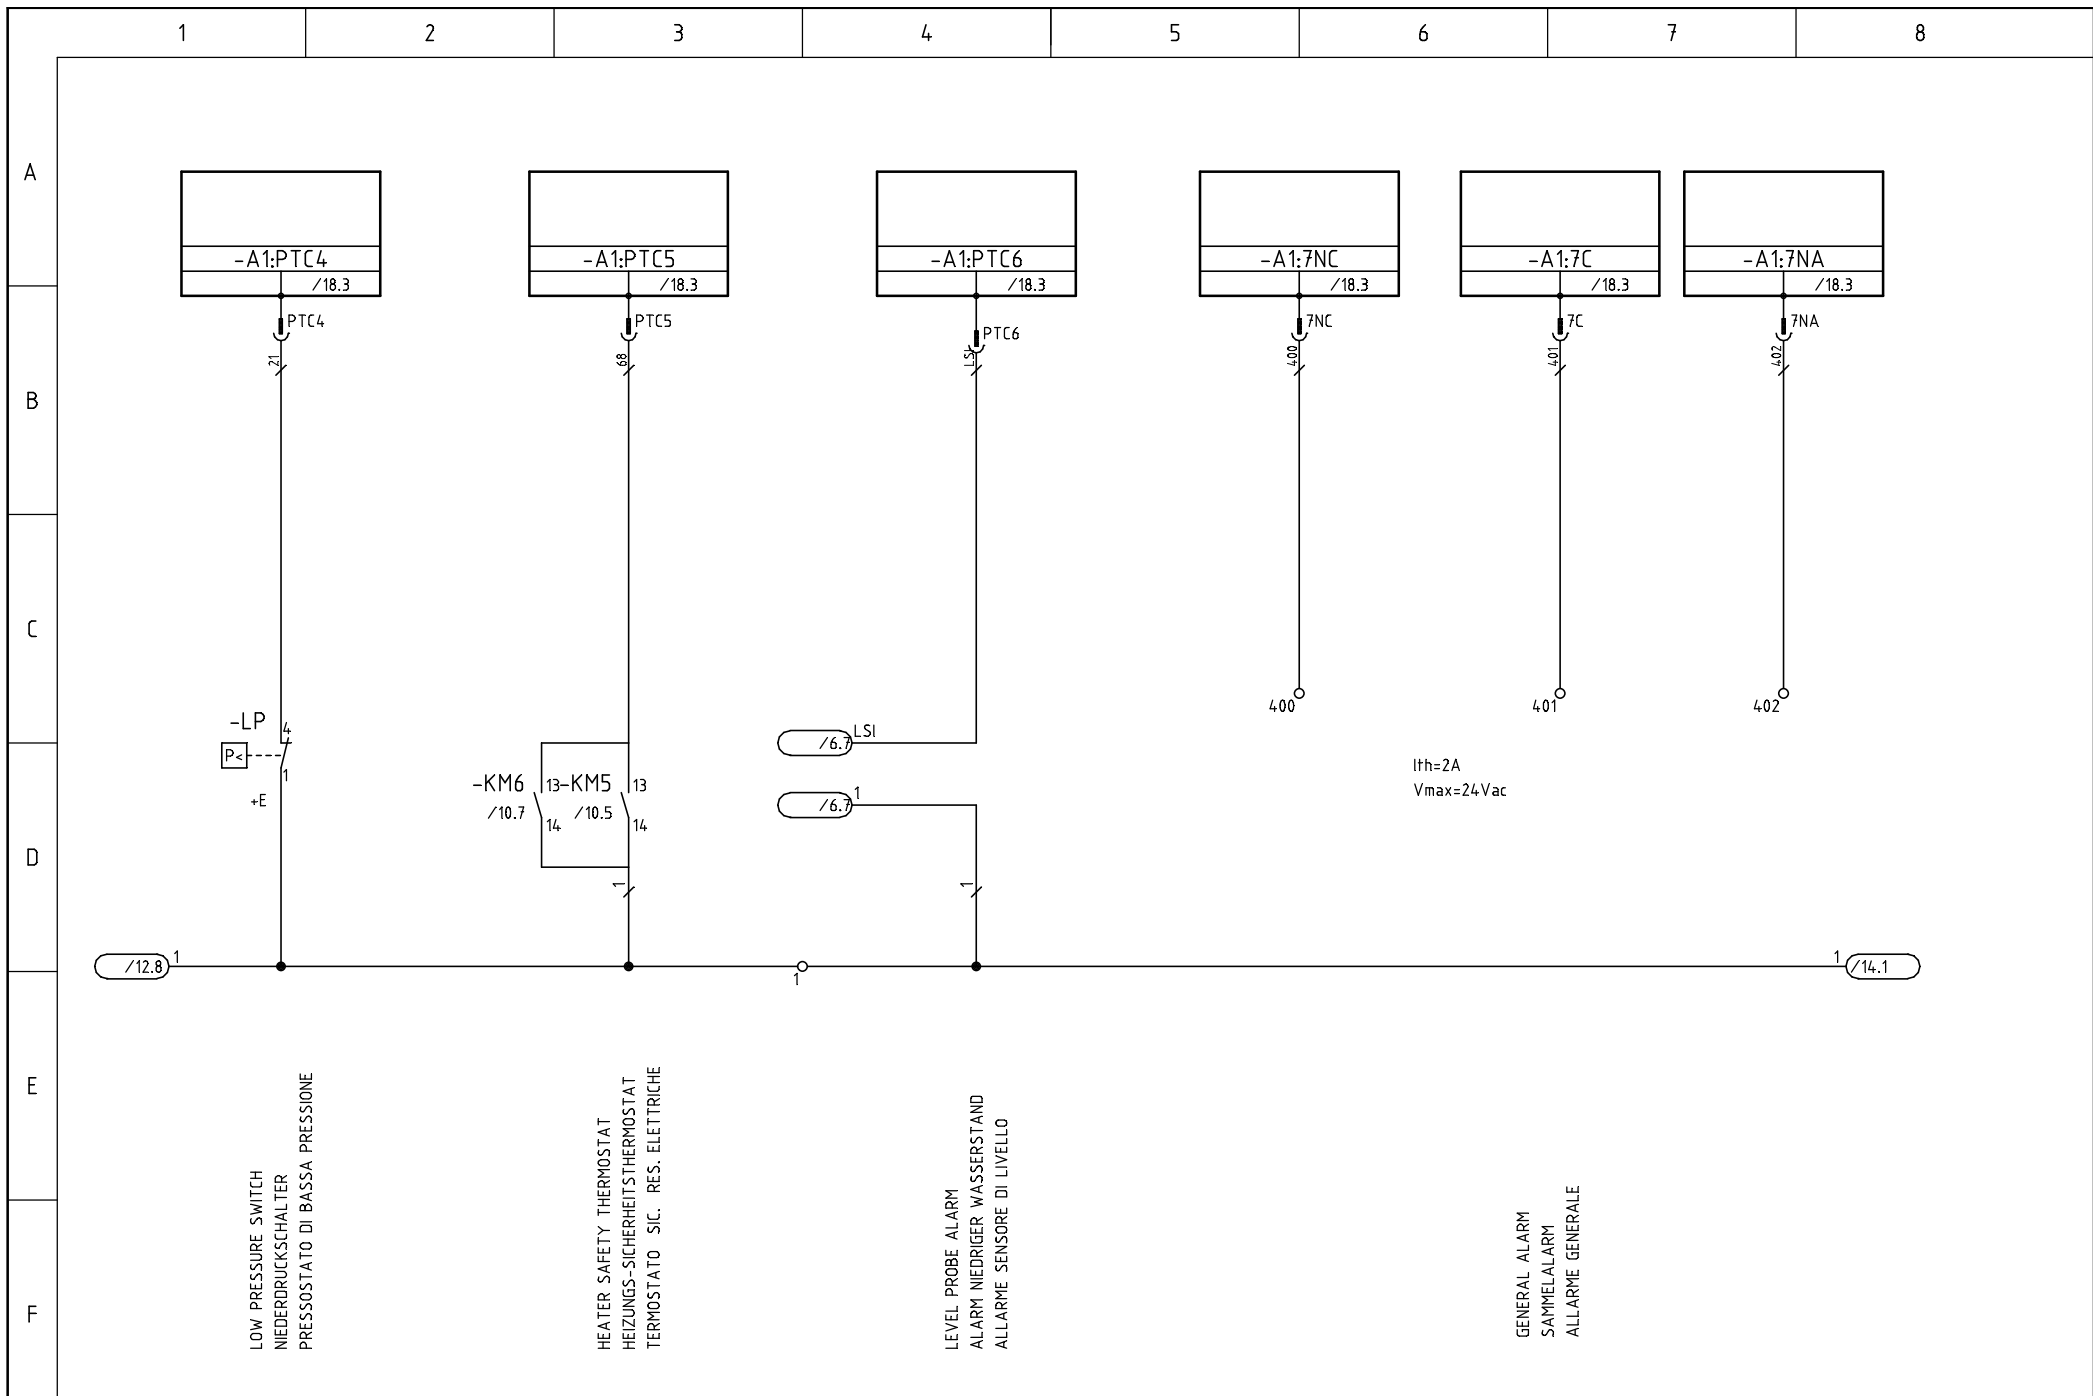 1 2 3 4 5 6 7 8
A
-A1:PTC4 -A1:PTC5 -A1:PTC6 -A1:7NC -A1:7C -A1:7NA
/18.3 /18.3 /18.3 /18.3 /18.3 /18.3
PTC4 PTC5 PTC6 7NC 7C 7NA
21 68 LSI 400 401 402
B
C
400 401 402
-LP 4
P<
1
+E
LSI
/6.7
-KM6 13 -KM5 13
/10.7 14 /10.5 14
1
/6.7
Ith=2A
Vmax=24Vac
D
1 1
/12.8 1
1
1 /14.1
E
LOW PRESSURE SWITCH
NIEDERDRUCKSCHALTER
PRESSOSTATO DI BASSA PRESSIONE
HEATER SAFETY THERMOSTAT
HEIZUNGS-SICHERHEITSTHERMOSTAT
TERMOSTATO SIC. RES. ELETTRICHE
LEVEL PROBE ALARM
ALARM NIEDRIGER WASSERSTAND
ALLARME SENSORE DI LIVELLO
GENERAL ALARM
SAMMELALARM
ALLARME GENERALE
F